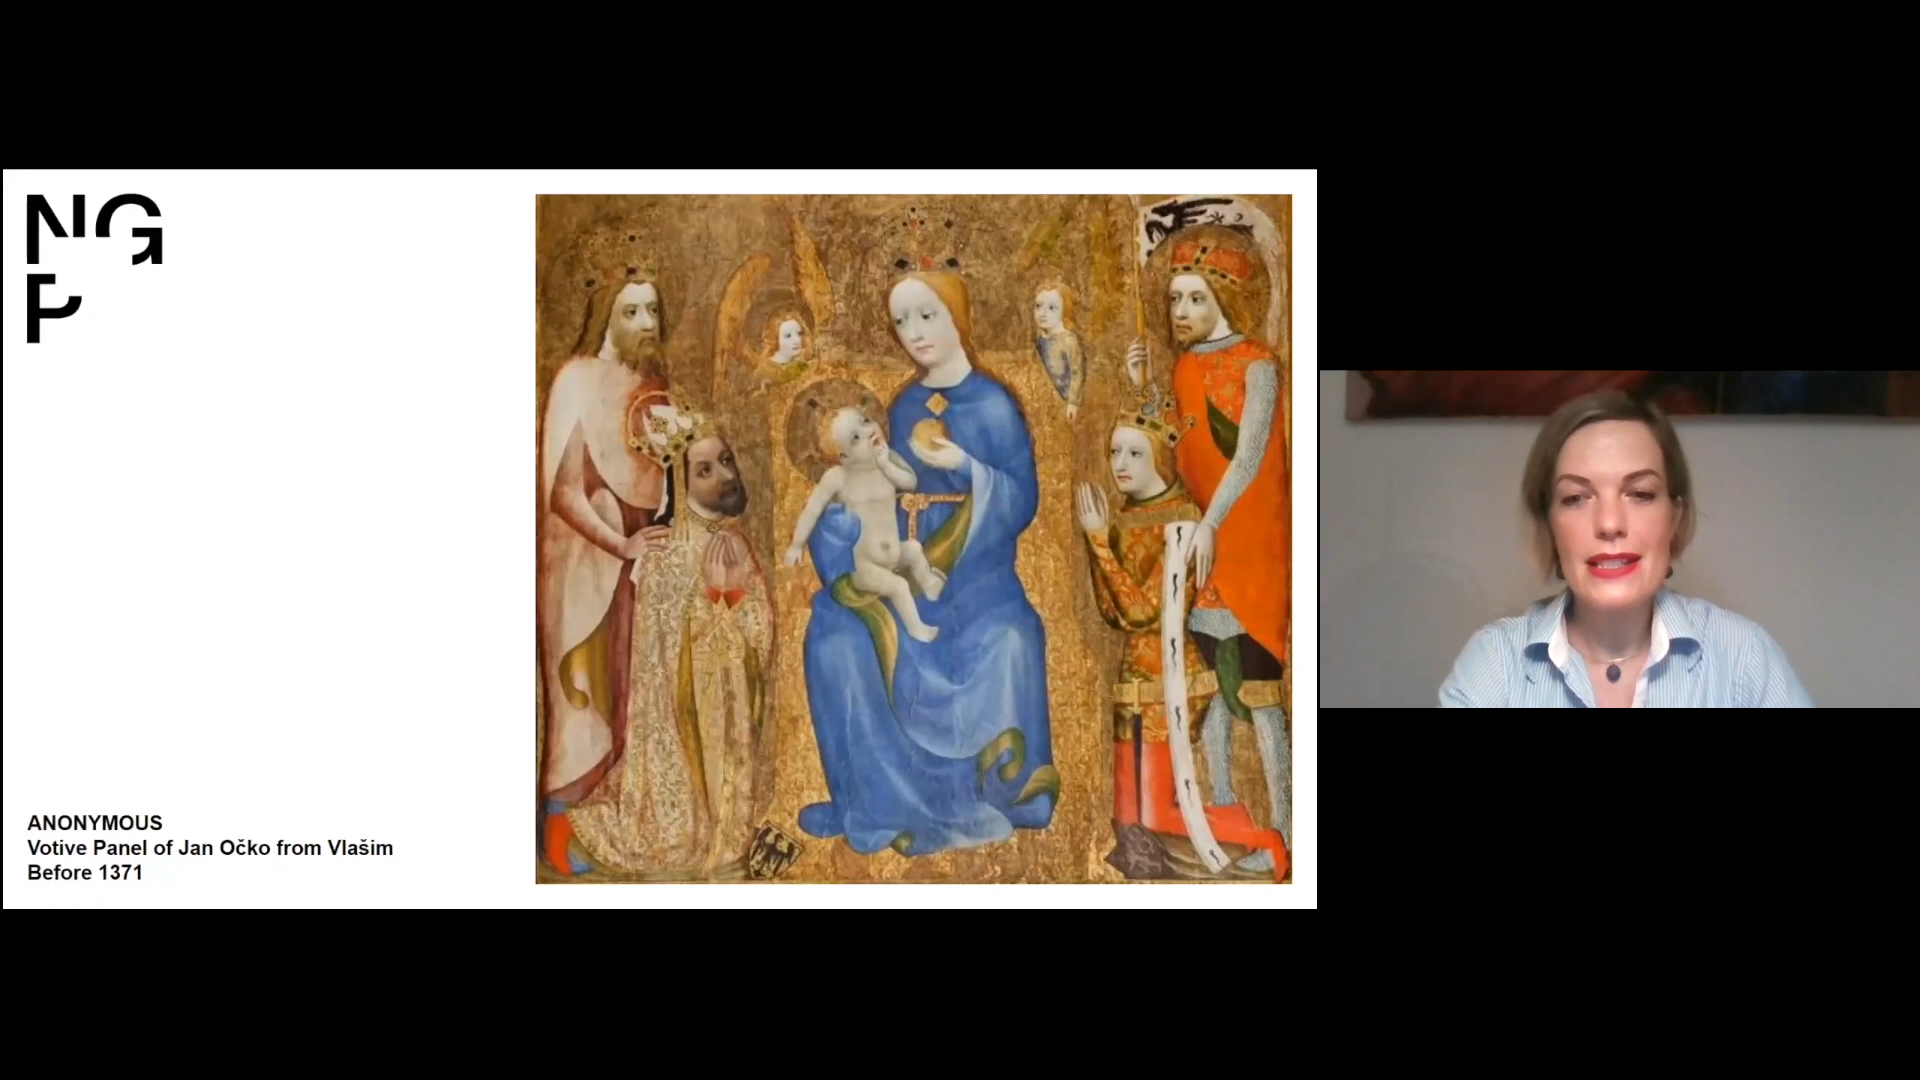 NG
P
ANONYMOUS
Votive Panel of Jan Očko from Vlašim
Before 1371